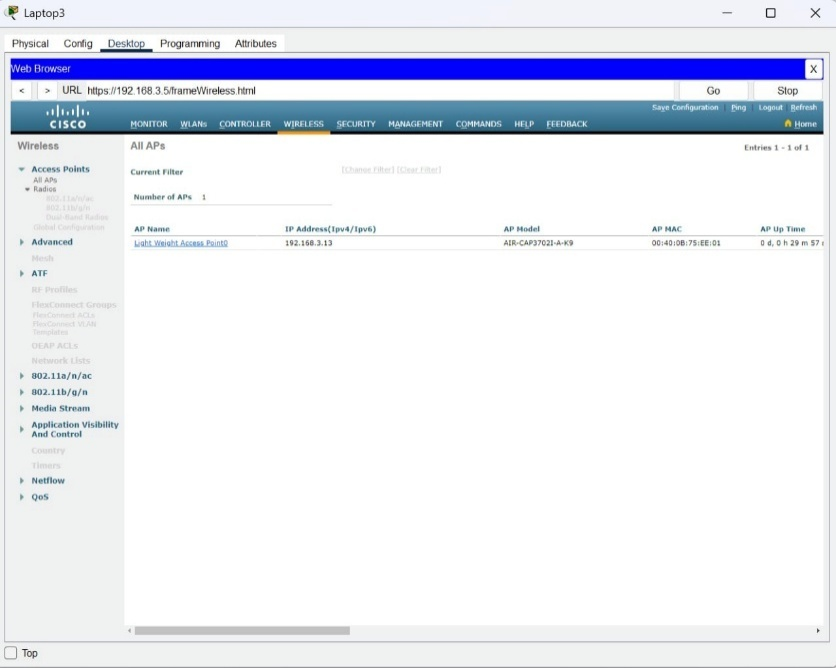 Laptop3
Physical Config Desktop Programming Attributes
Web Browser X
< > URL https://192.168.3.5/frameWireless.html Go Stop
Save Configuration Ping Logout Refresh
CISCO MONITOR WLANs CONTROLLER WIRELESS SECURITY MANAGEMENT COMMANDS HELP FEEDBACK Home
Wireless
Access Points
All APs
Radios
802.11a/n/ac
802.11b/g/n
Dual-Band Radios
Global Configuration
Advanced
Mesh
ATF
RF Profiles
FlexConnect Groups
FlexConnect ACLs
FlexConnect VLAN
Templates
OEAP ACLs
Network Lists
802.11a/n/ac
802.11b/g/n
Media Stream
Application Visibility
And Control
Country
Timers
Netflow
QoS
All APs Entries 1 - 1 of 1
Current Filter [Change Filter] [Clear Filter]
Number of APs 1
AP Name IP Address(Ipv4/Ipv6) AP Model AP MAC AP Up Time
Light Weight Access Point0 192.168.3.13 AIR-CAP3702I-A-K9 00:40:0B:75:EE:01 0 d, 0 h 29 m 57
Top